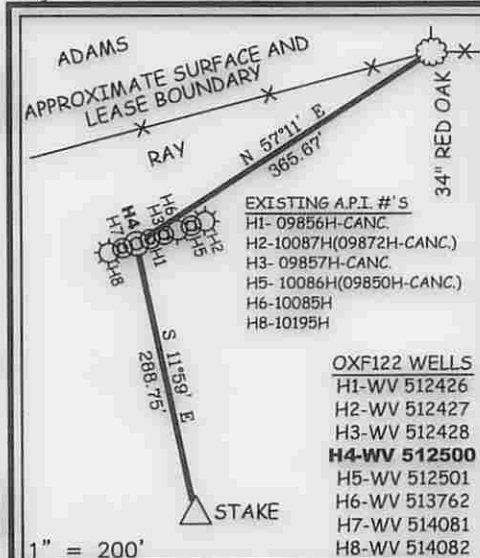 ADAMS
APPROXIMATE SURFACE AND
LEASE BOUNDARY
RAY
N 57°11' E
365.67'
34" RED OAK
EXISTING A.P.I. #'S
H1- 09856H-CANC.
H2-10087H(09872H-CANC.)
H3- 09857H-CANC.
H5- 10086H(09850H-CANC.)
H6-10085H
H8-10195H
H8
H7
H4
H3
H1
H6
H5
H2
S 11°59' E
288.75'
STAKE
OXF122 WELLS
H1-WV 512426
H2-WV 512427
H3-WV 512428
H4-WV 512500
H5-WV 512501
H6-WV 513762
H7-WV 514081
H8-WV 514082
1" = 200'